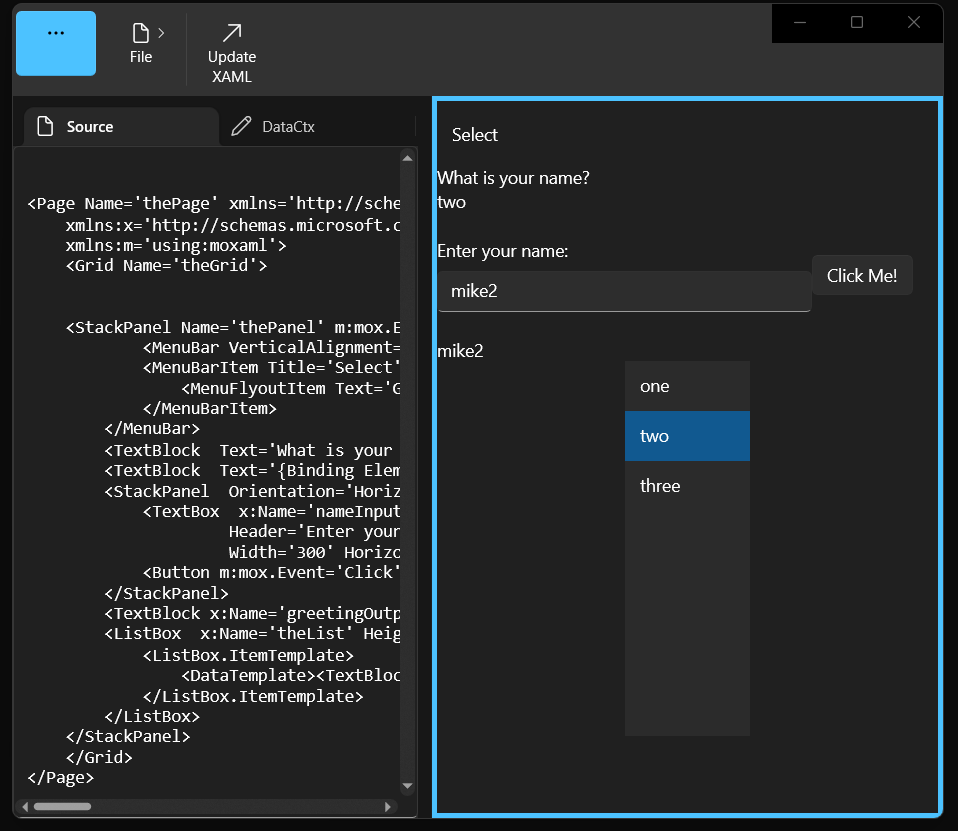 ...
File
Update
XAML
Source
DataCtx
<Page Name='thePage' xmlns='http://sche
xmlns:x='http://schemas.microsoft.c
xmlns:m='using:moxaml'>
<Grid Name='theGrid'>
<StackPanel Name='thePanel' m:mox.E
<MenuBar VerticalAlignment=
<MenuBarItem Title='Select'
<MenuFlyoutItem Text='G
</MenuBarItem>
</MenuBar>
<TextBlock  Text='What is your
<TextBlock  Text='{Binding Elem
<StackPanel  Orientation='Horiz
<TextBox  x:Name='nameInput
Header='Enter your
Width='300' Horizo
<Button m:mox.Event='Click'
</StackPanel>
<TextBlock x:Name='greetingOutp
<ListBox  x:Name='theList' Heig
<ListBox.ItemTemplate>
<DataTemplate><TextBloc
</ListBox.ItemTemplate>
</ListBox>
</StackPanel>
</Grid>
</Page>
Select
What is your name?
two
Enter your name:
mike2
Click Me!
mike2
one
two
three